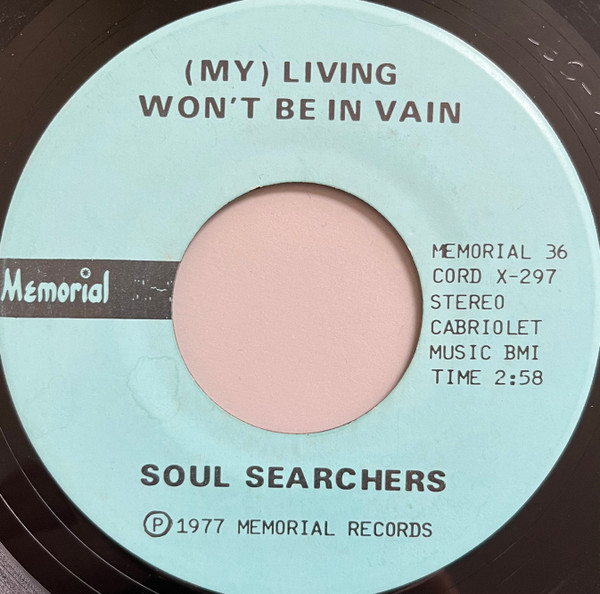 (MY) LIVING
WON'T BE IN VAIN
Memorial
MEMORIAL 36
CORD X-297
STEREO
CABRIOLET
MUSIC BMI
TIME 2:58
SOUL SEARCHERS
Ⓟ1977 MEMORIAL RECORDS